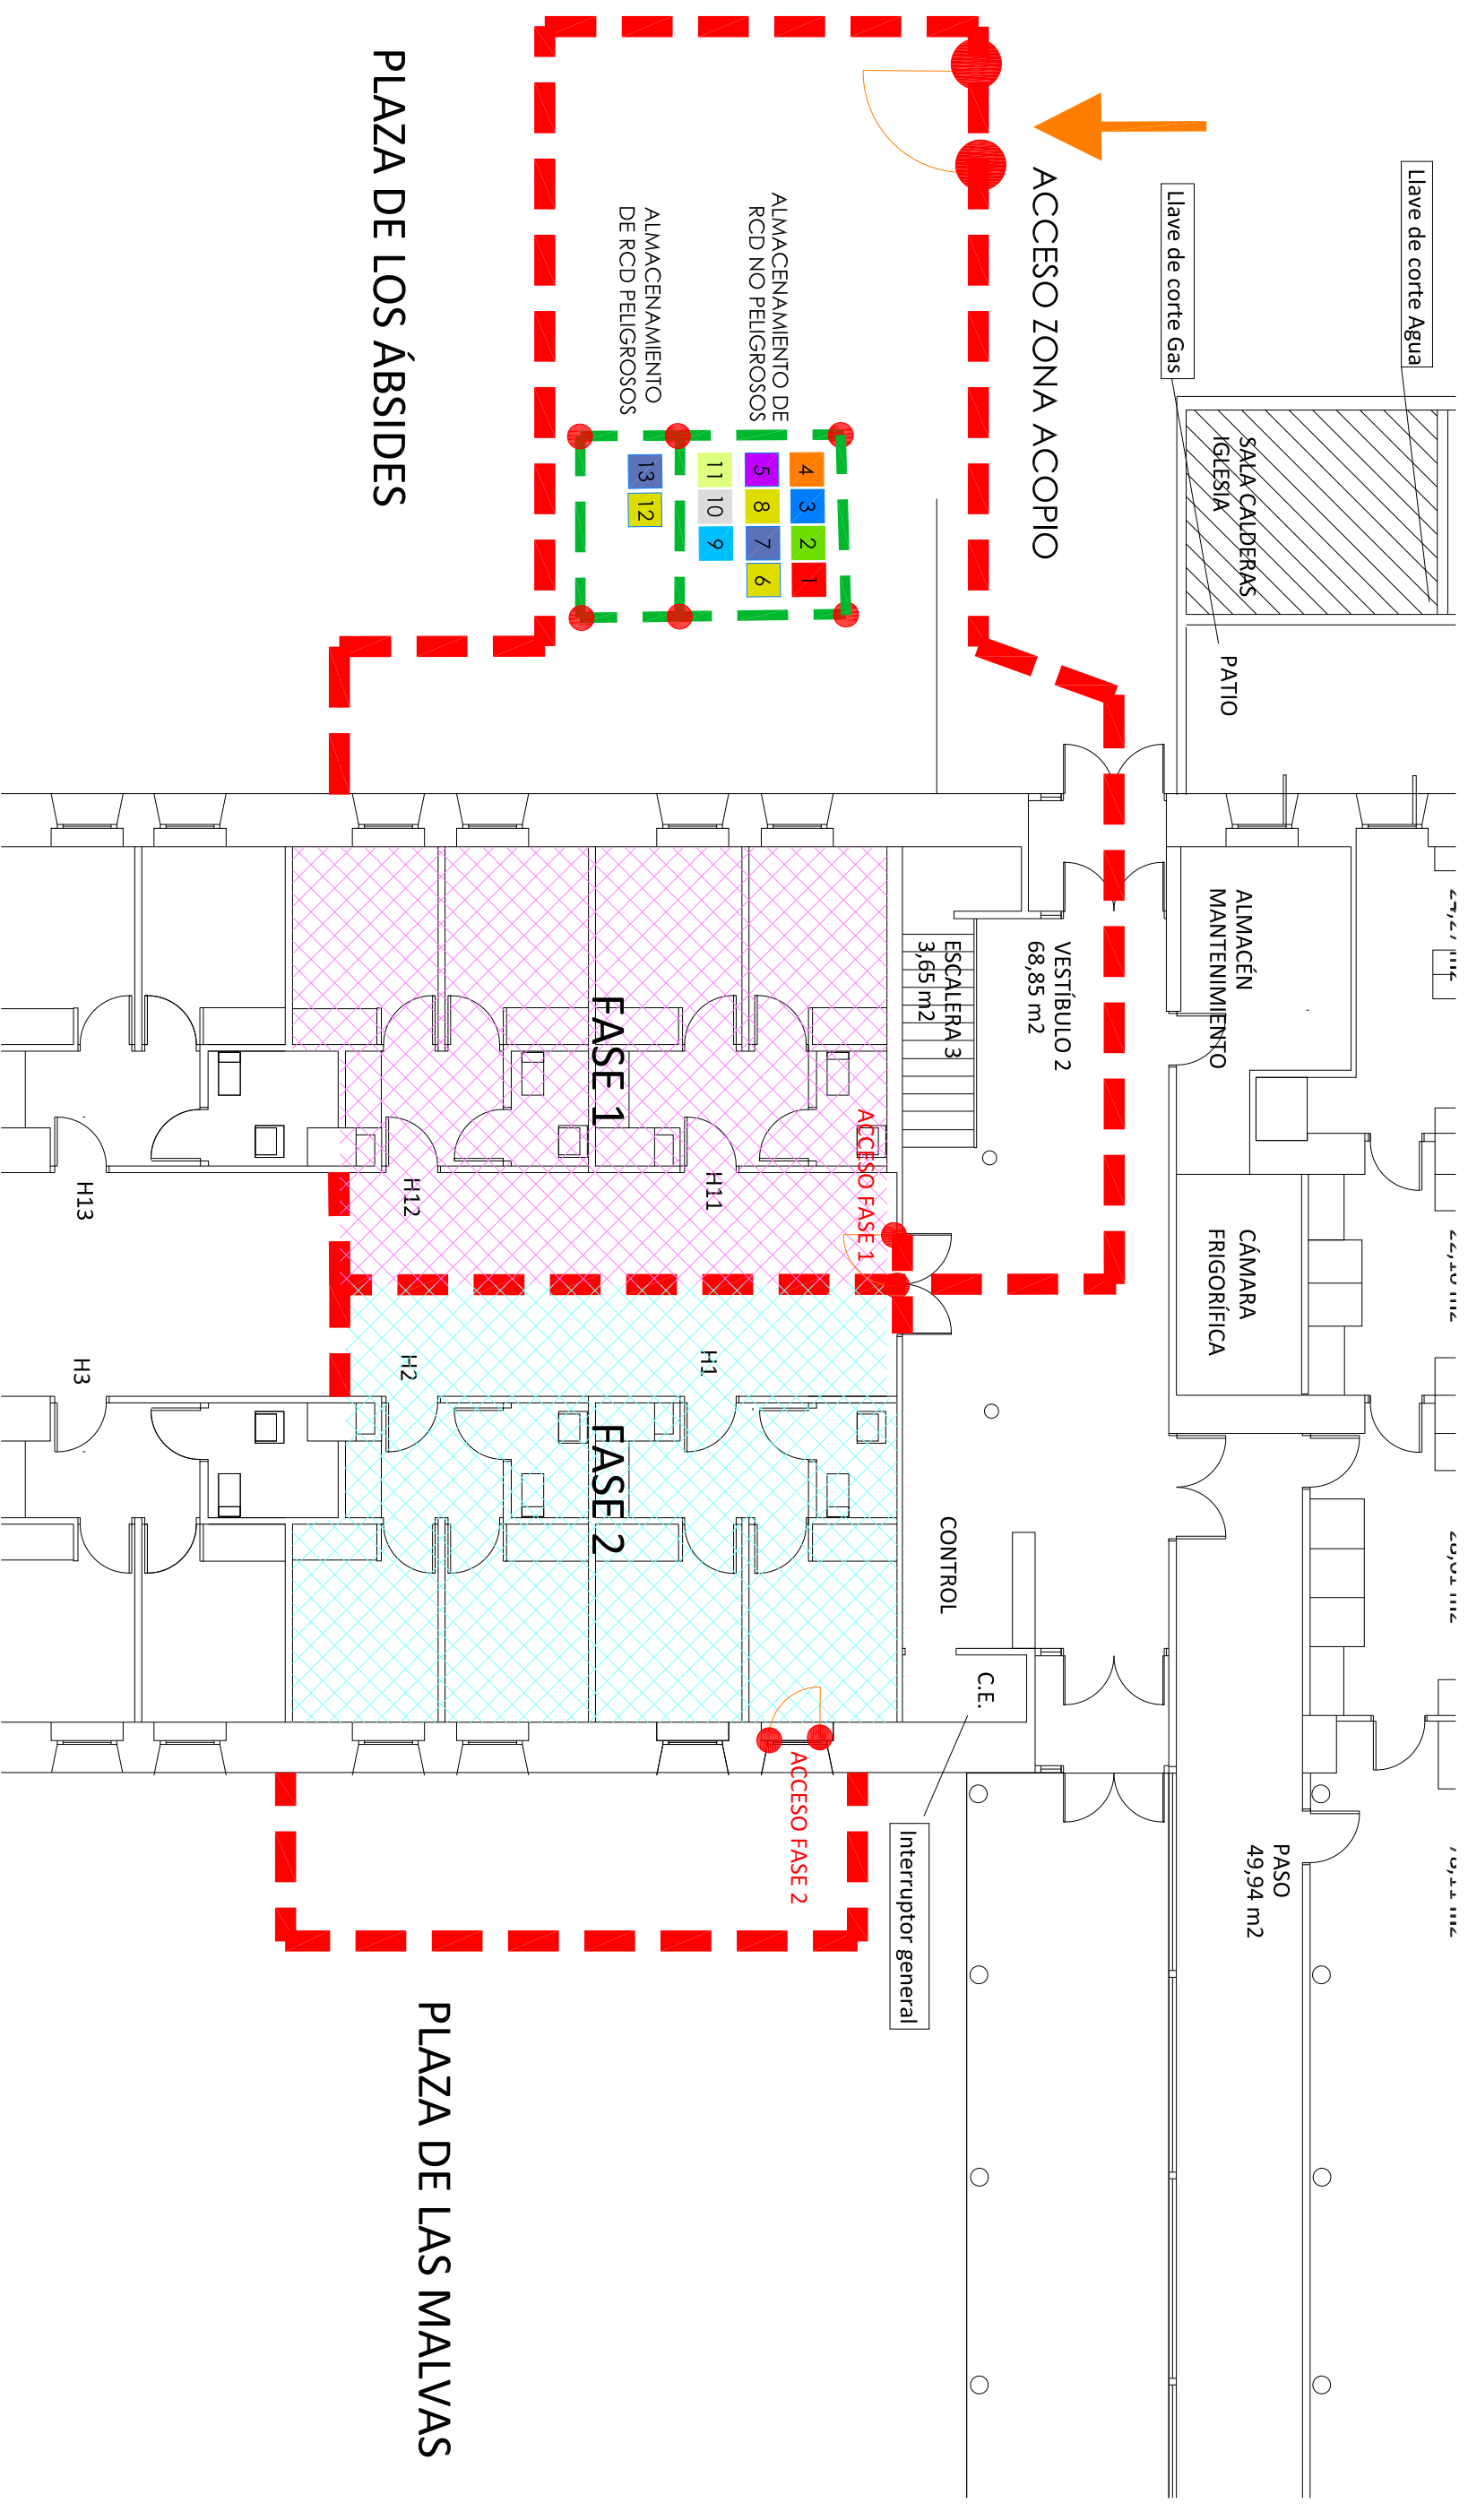 Llave de corte Agua
Llave de corte Gas
SALA CALDERAS
IGLESIA
PATIO
ACCESO ZONA ACOPIO
ALMACENAMIENTO DE
RCD NO PELIGROSOS
ALMACENAMIENTO
DE RCD PELIGROSOS
4 3 2 1
5 8 7 6
11 10 9
13 12
PLAZA DE LOS ÁBSIDES
ALMACÉN
MANTENIMIENTO
VESTÍBULO 2
68,85 m2
ESCALERA 3
3,65 m2
FASE 1
ACCESO FASE 1
H11
H12
H13
CÁMARA
FRIGORÍFICA
H1
H2
H3
FASE 2
CONTROL
C.E.
ACCESO FASE 2
Interruptor general
PASO
49,94 m2
PLAZA DE LAS MALVAS